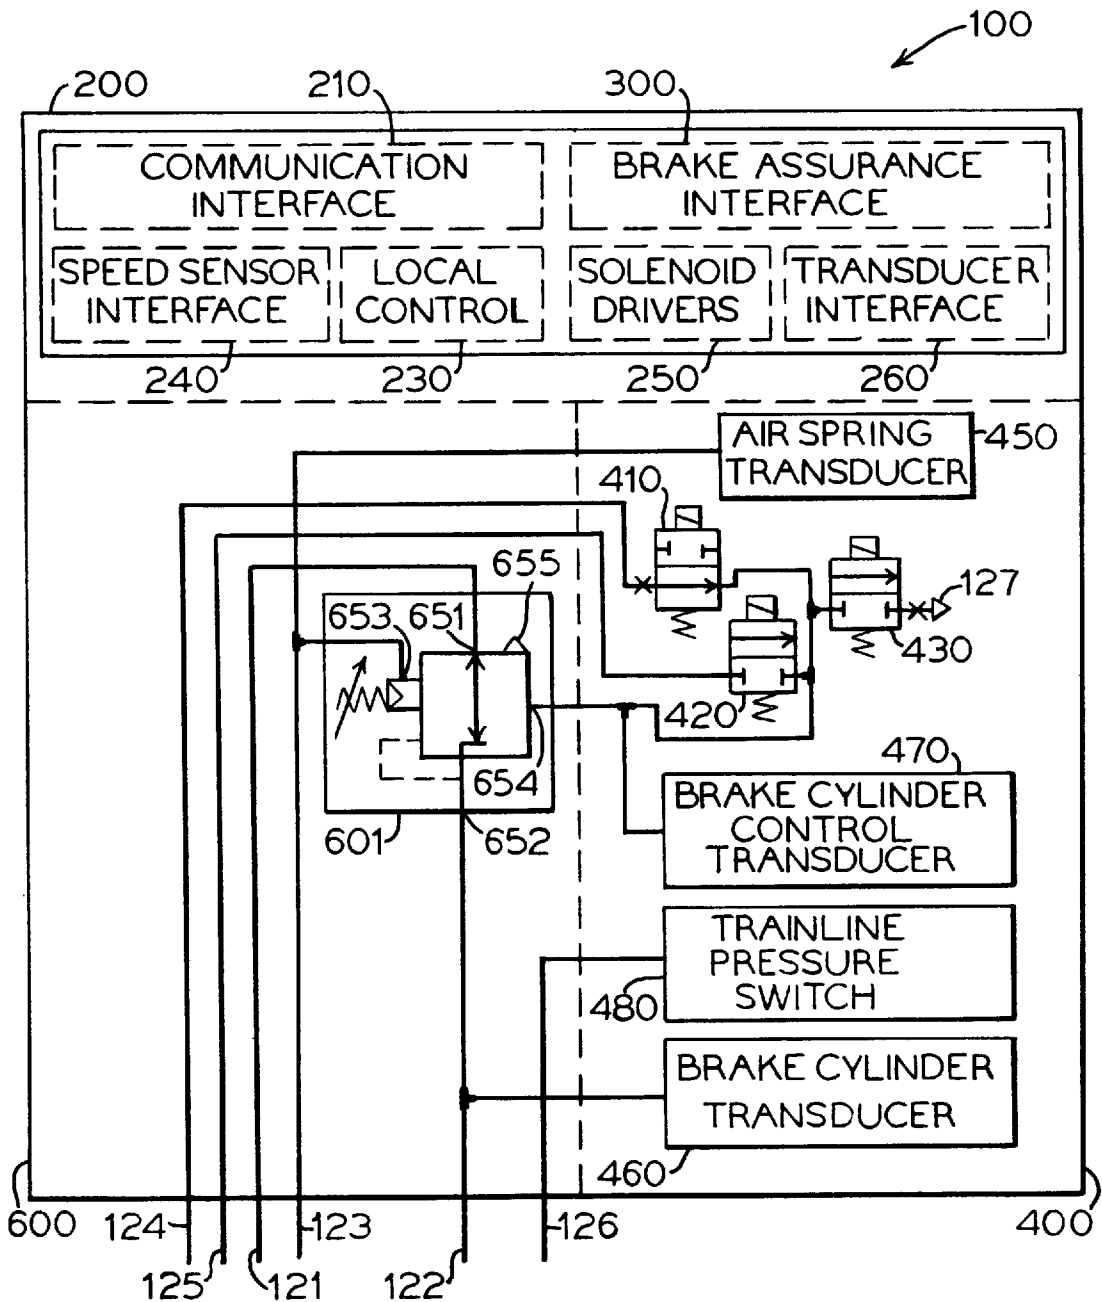 100
200
210
300
COMMUNICATION
INTERFACE
BRAKE ASSURANCE
INTERFACE
SPEED SENSOR
INTERFACE
LOCAL
CONTROL
SOLENOID
DRIVERS
TRANSDUCER
INTERFACE
240
230
250
260
AIR SPRING
TRANSDUCER
450
410
655
653
651
127
430
420
654
470
601
652
BRAKE CYLINDER
CONTROL
TRANSDUCER
TRAINLINE
PRESSURE
SWITCH
480
BRAKE CYLINDER
TRANSDUCER
460
600
124
123
126
400
125
121
122